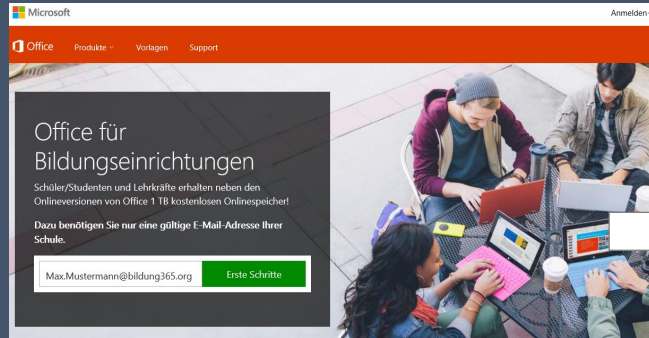 Microsoft
Anmelden
Office
Produkte
Vorlagen
Support
Office für
Bildungseinrichtungen
Schüler/Studenten und Lehrkräfte erhalten neben den
Onlineversionen von Office 1 TB kostenlosen Onlinespeicher!
Dazu benötigen Sie nur eine gültige E-Mail-Adresse Ihrer
Schule.
Max.Mustermann@bildung365.org
Erste Schritte